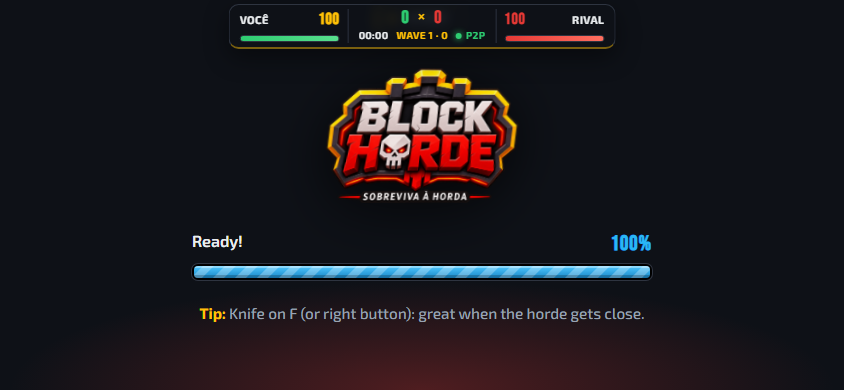 VOCÊ 100 0 × 0 100 RIVAL
00:00 WAVE 1 · 0 P2P
BLOCK
HORDE
SOBREVIVA À HORDA
Ready! 100%
Tip: Knife on F (or right button): great when the horde gets close.